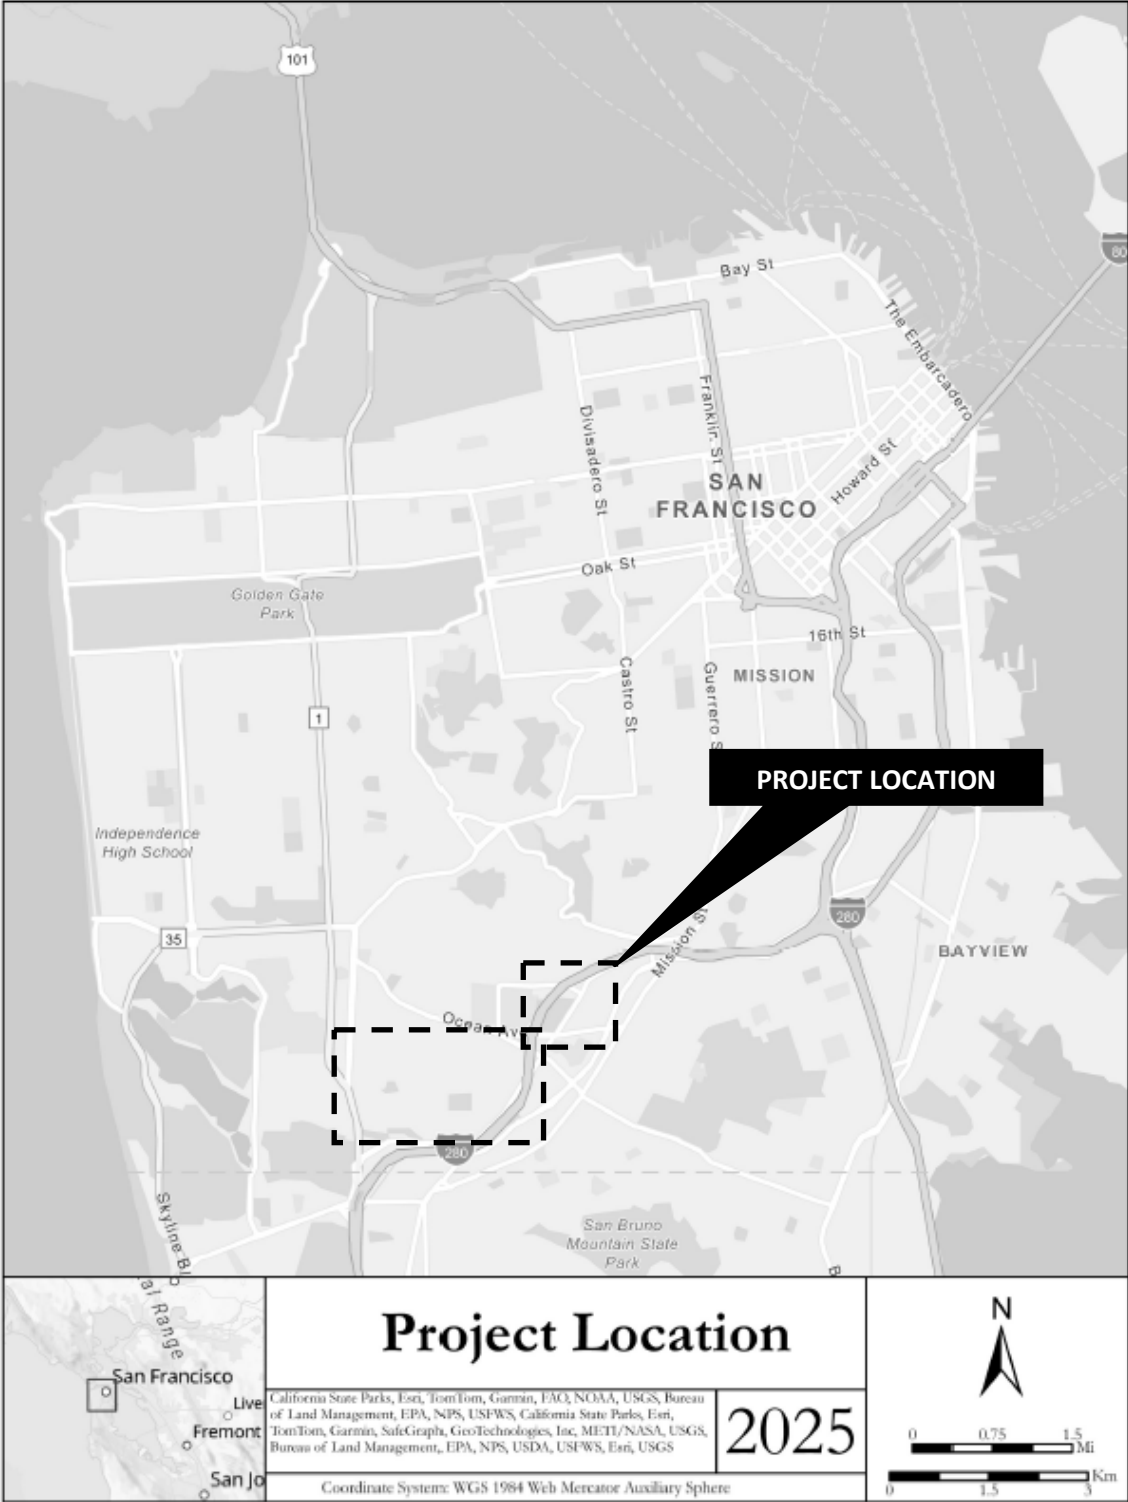 101
80
Bay St
The Embarcadero
Franklin St
Divisadero St
Howard St
SAN
FRANCISCO
Oak St
Golden Gate
Park
16th St
MISSION
Castro St
Guerrero S
1
PROJECT LOCATION
Independence
High School
280
35
Mission St
BAYVIEW
Ocean Ave
280
Skyline Bl
San Bruno
Mountain State
Park
B
al Range
San Francisco
Live
Fremont
San Jo
Project Location
California State Parks, Esri, TomTom, Garmin, FAO, NOAA, USGS, Bureau
of Land Management, EPA, NPS, USFWS, California State Parks, Esri,
TomTom, Garmin, SafeGraph, GeoTechnologies, Inc, METI/NASA, USGS,
Bureau of Land Management,, EPA, NPS, USDA, USFWS, Esri, USGS
2025
Coordinate System: WGS 1984 Web Mercator Auxiliary Sphere
N
0 0.75 1.5
Mi
Km
0 1.5 3